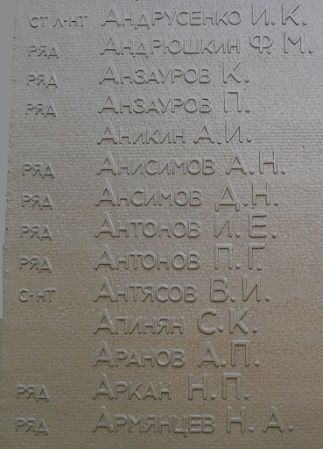 СТ Л-НТ АНДРУСЕНКО И.К.
РЯД АНДРЮШКИН Ф.М.
РЯД АНЗАУРОВ К.
РЯД АНЗАУРОВ П.
АНИКИН А.И.
РЯД АНИСИМОВ А.Н.
РЯД АНСИМОВ Д.Н.
РЯД АНТОНОВ И.Е.
РЯД АНТОНОВ П.Г.
С-НТ АНТЯСОВ В.И.
АПИНЯН С.К.
АРАНОВ А.П.
РЯД АРКАН Н.П.
РЯД АРМЯНЦЕВ Н.А.